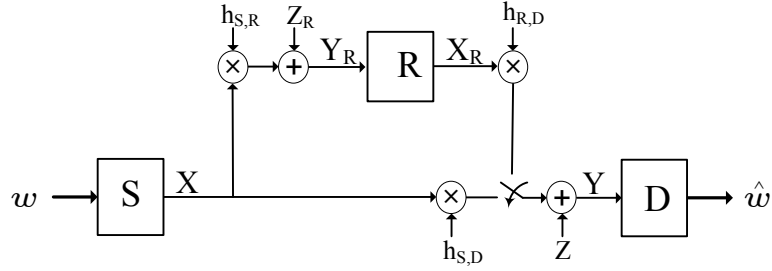 h_{S,R} Z_R h_{R,D}
× + Y_R R X_R ×
w S X × + Y D ŵ
h_{S,D} Z